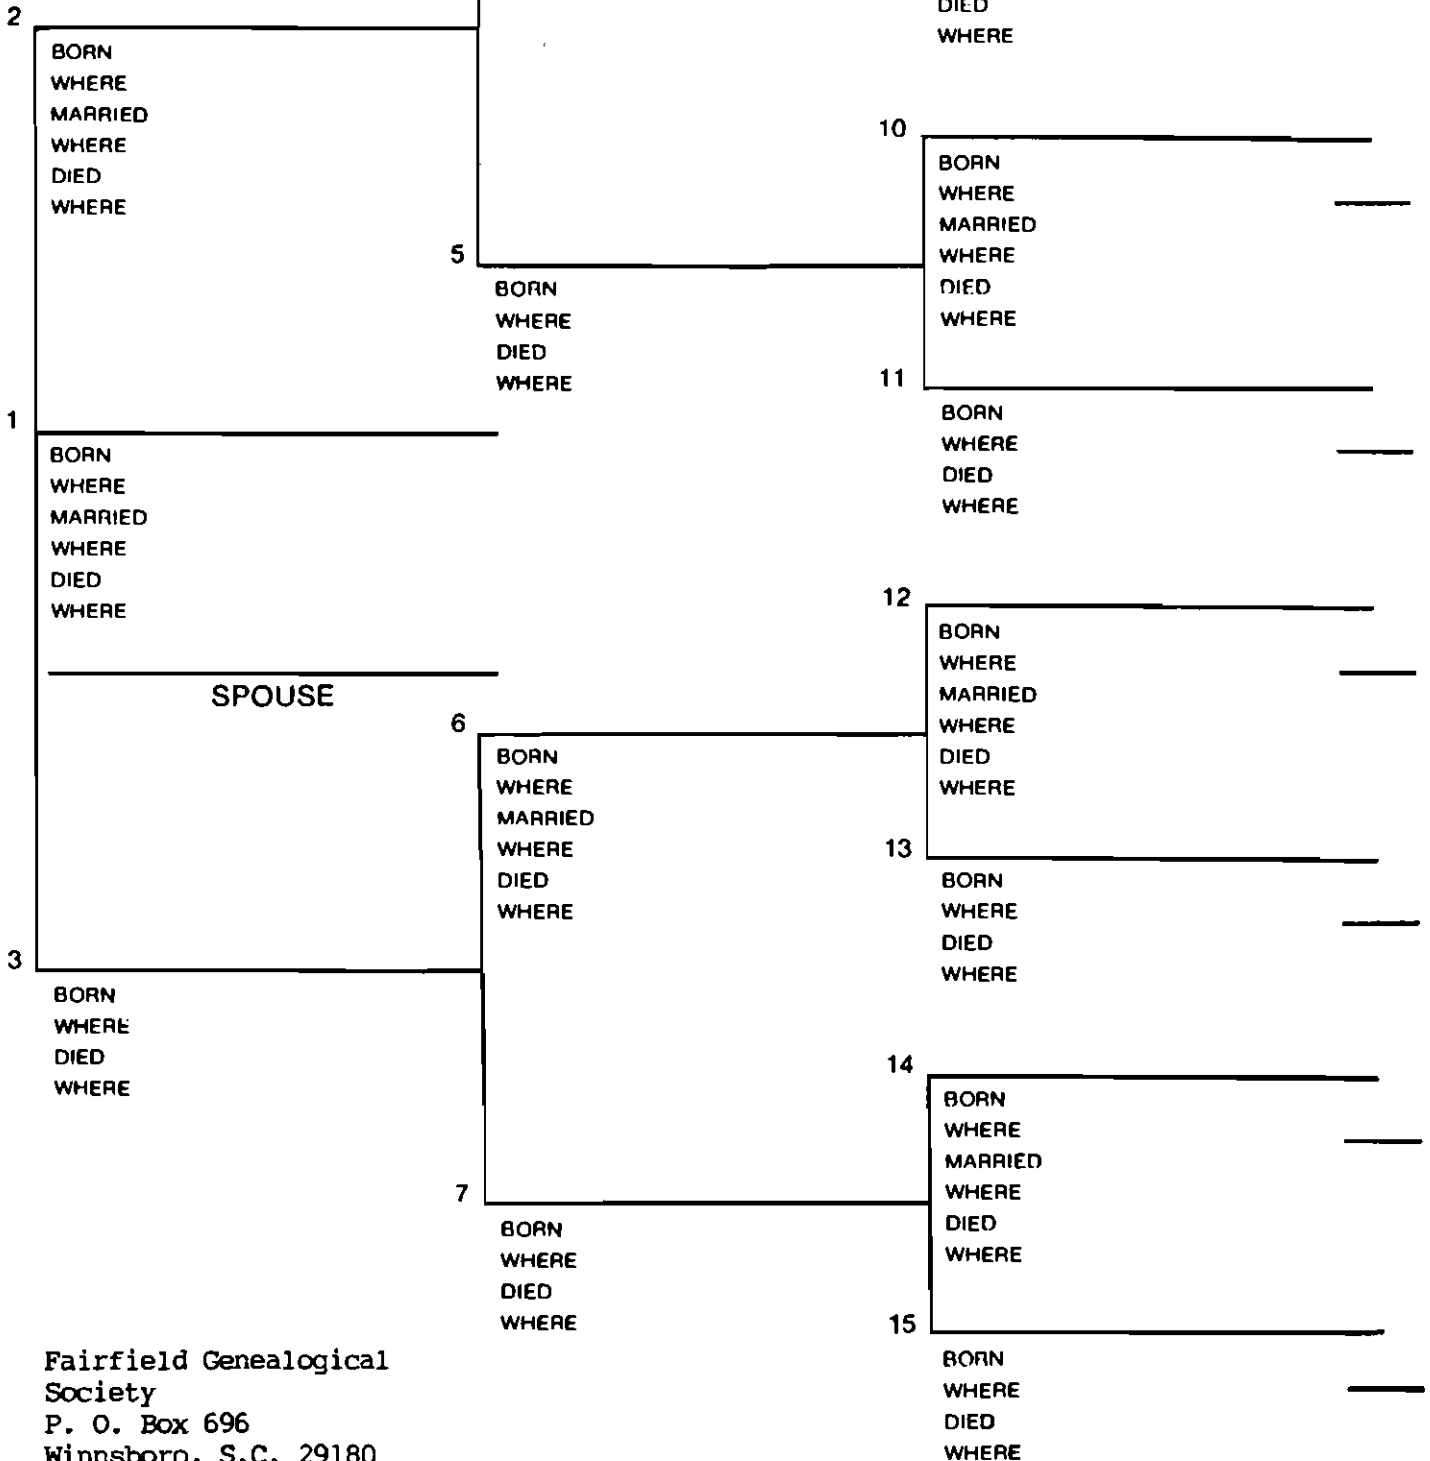 2
BORN
WHERE
MARRIED
WHERE
DIED
WHERE
1
BORN
WHERE
MARRIED
WHERE
DIED
WHERE
SPOUSE
3
BORN
WHERE
DIED
WHERE
5
BORN
WHERE
DIED
WHERE
6
BORN
WHERE
MARRIED
WHERE
DIED
WHERE
7
BORN
WHERE
DIED
WHERE
DIED
WHERE
10
BORN
WHERE
MARRIED
WHERE
DIED
WHERE
11
BORN
WHERE
DIED
WHERE
12
BORN
WHERE
MARRIED
WHERE
DIED
WHERE
13
BORN
WHERE
DIED
WHERE
14
BORN
WHERE
MARRIED
WHERE
DIED
WHERE
15
BORN
WHERE
DIED
WHERE
Fairfield Genealogical
Society
P. O. Box 696
Winnsboro, S.C. 29180